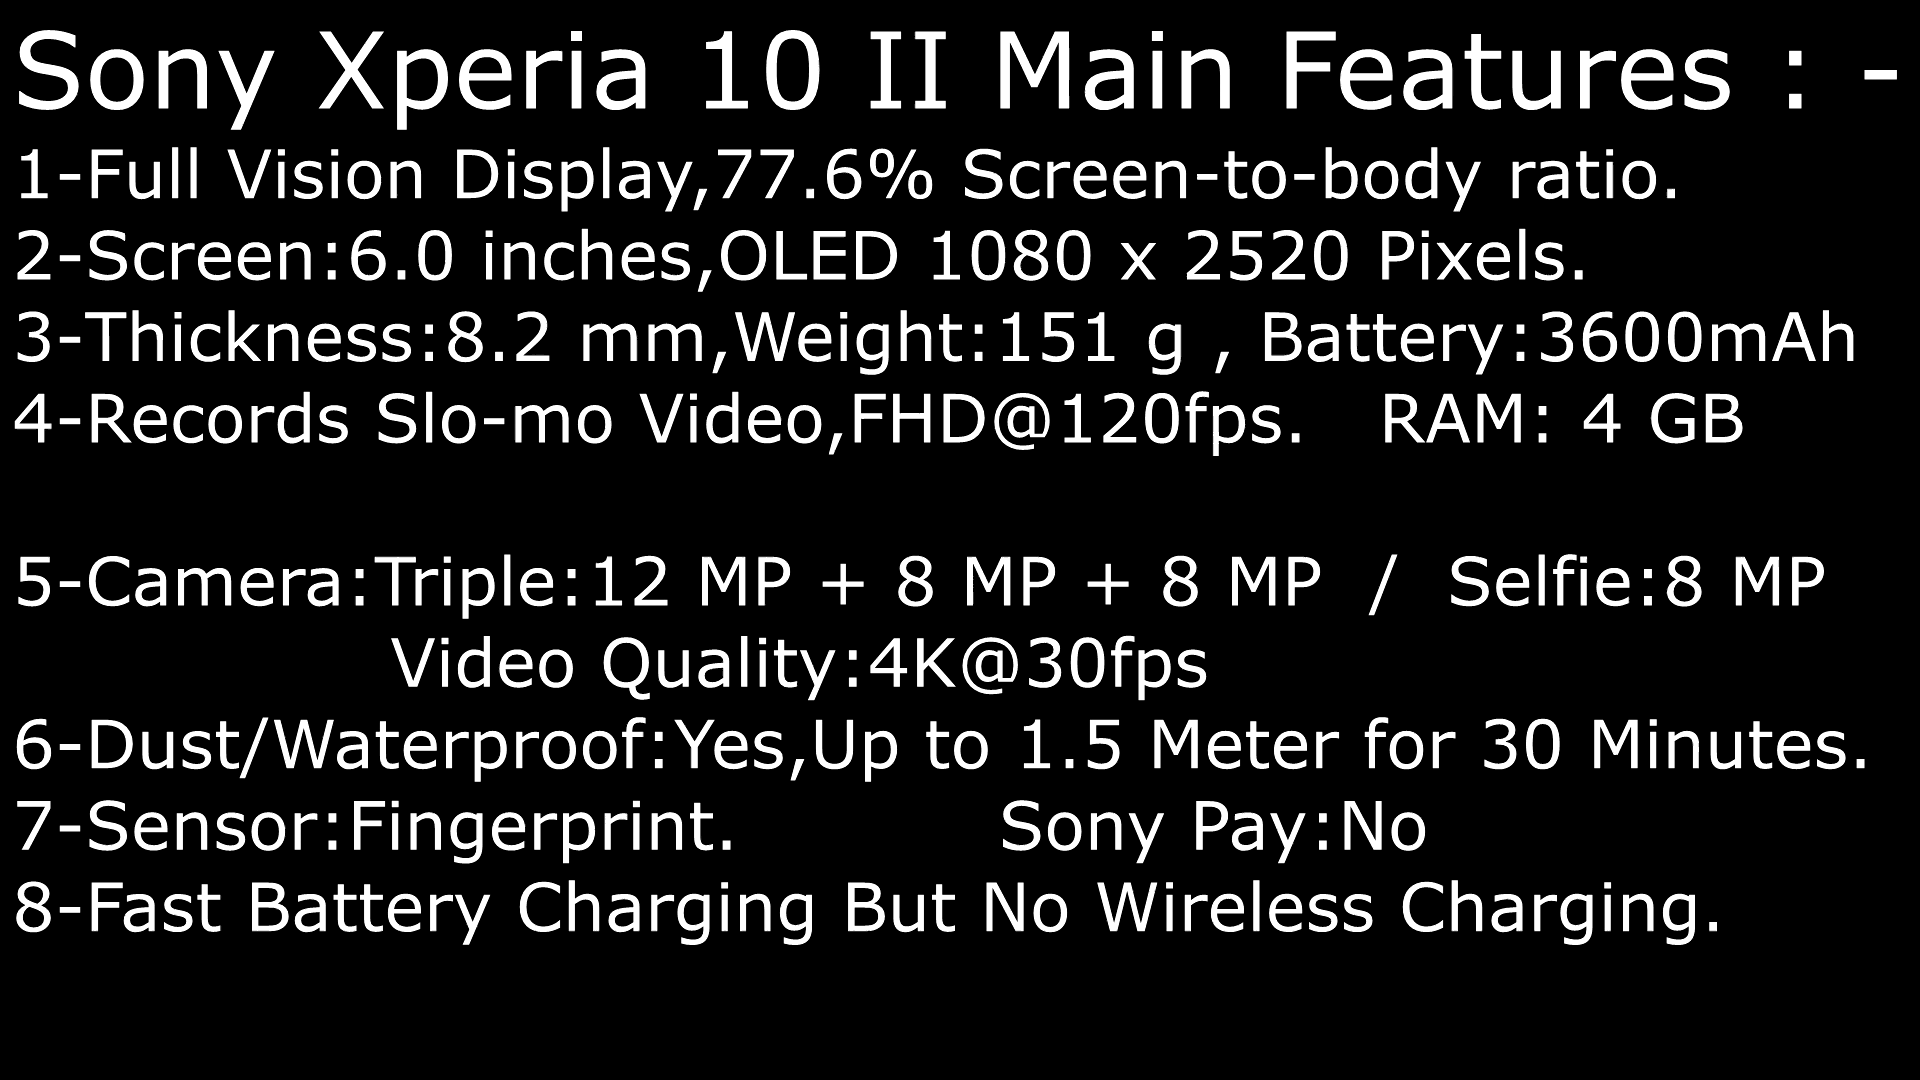 Sony Xperia 10 II Main Features : -
1-Full Vision Display,77.6% Screen-to-body ratio.
2-Screen:6.0 inches,OLED 1080 x 2520 Pixels.
3-Thickness:8.2 mm,Weight:151 g , Battery:3600mAh
4-Records Slo-mo Video,FHD@120fps. RAM: 4 GB
5-Camera:Triple:12 MP + 8 MP + 8 MP / Selfie:8 MP
Video Quality:4K@30fps
6-Dust/Waterproof:Yes,Up to 1.5 Meter for 30 Minutes.
7-Sensor:Fingerprint. Sony Pay:No
8-Fast Battery Charging But No Wireless Charging.